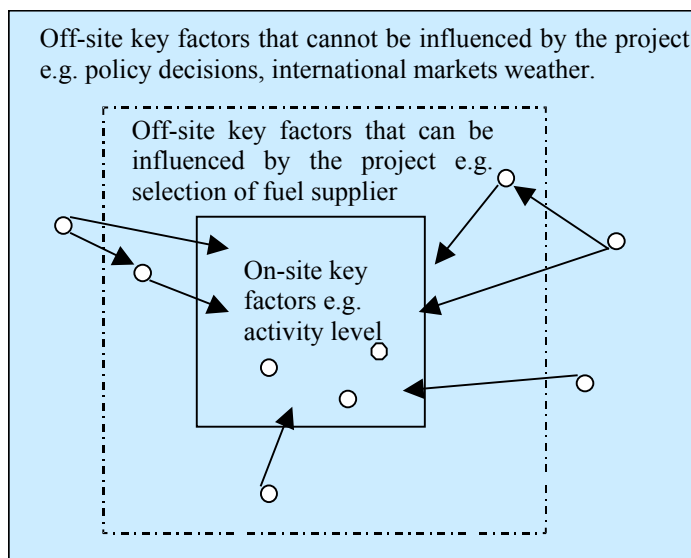 Off-site key factors that cannot be influenced by the project
e.g. policy decisions, international markets weather.
Off-site key factors that can be
influenced by the project e.g.
selection of fuel supplier
On-site key
factors e.g.
activity level